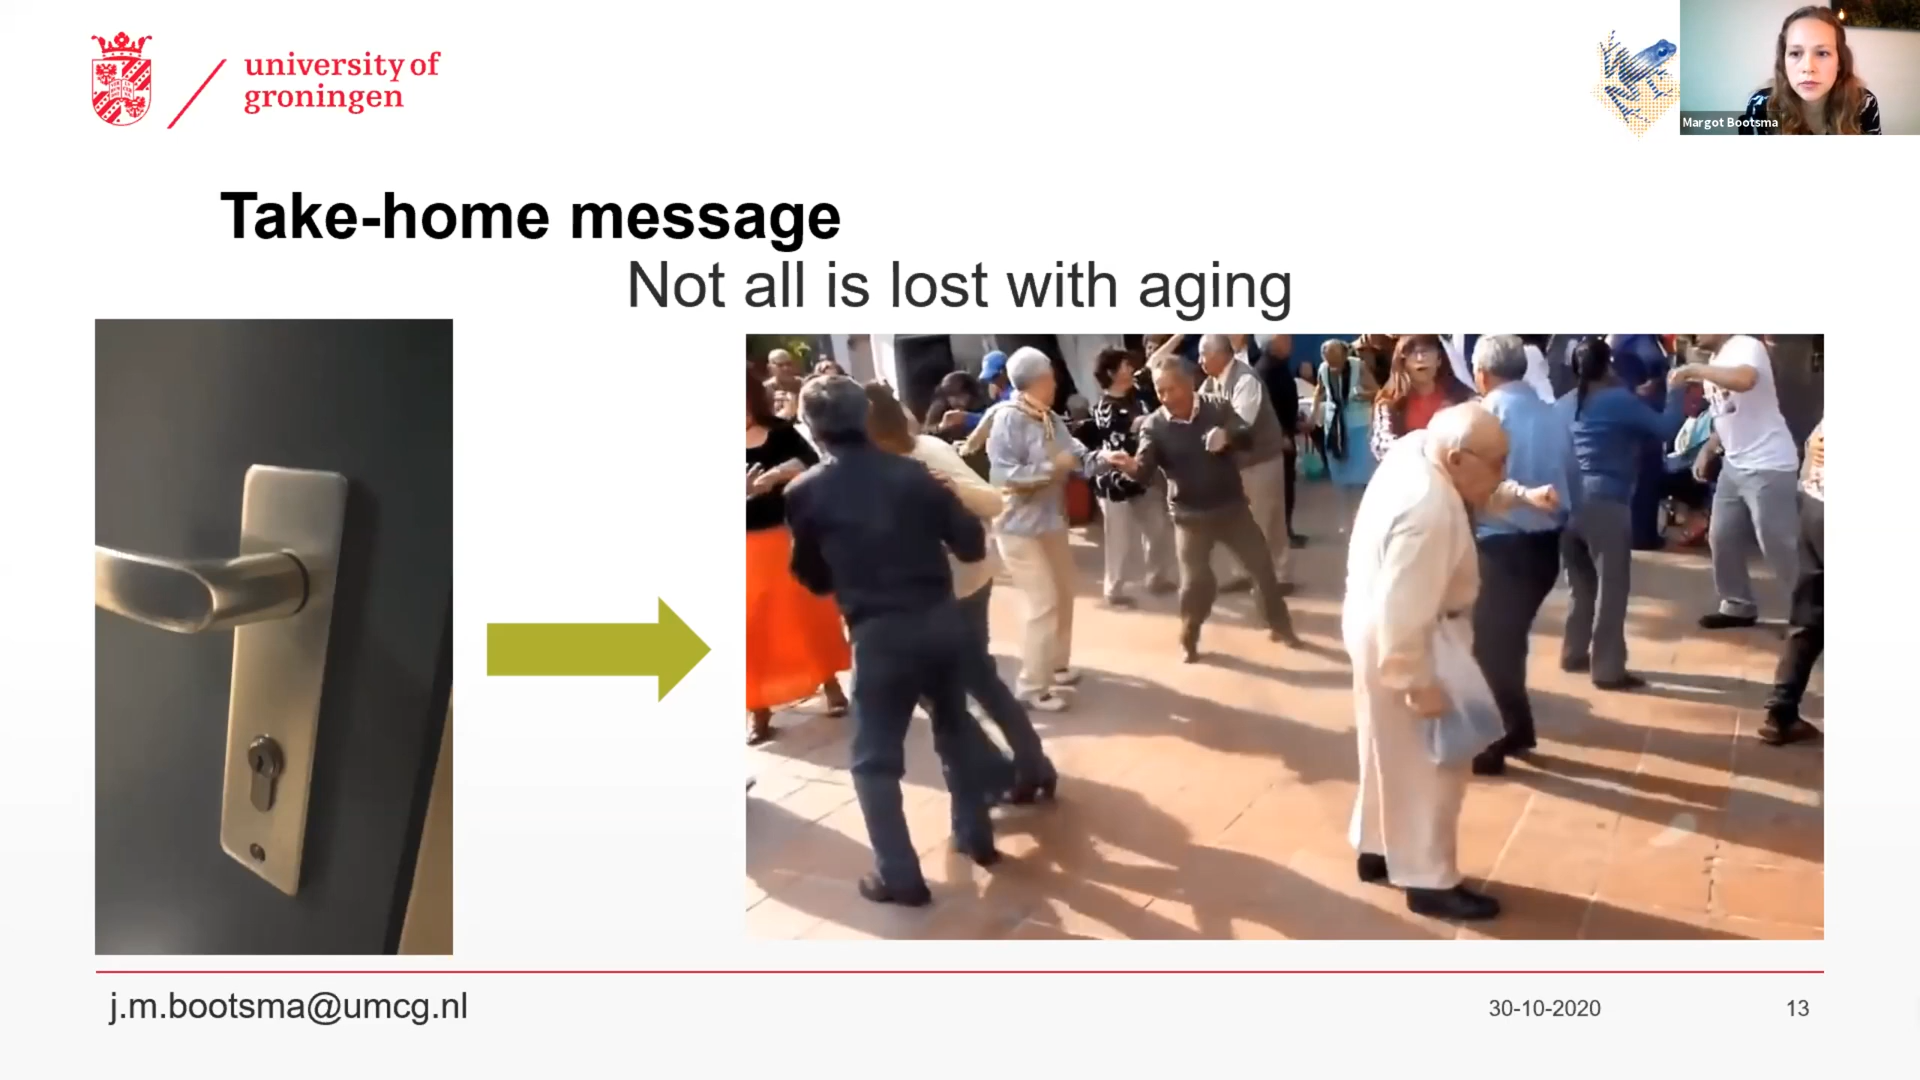 university of
groningen
Margot Bootsma
Take-home message
Not all is lost with aging
j.m.bootsma@umcg.nl
30-10-2020
13